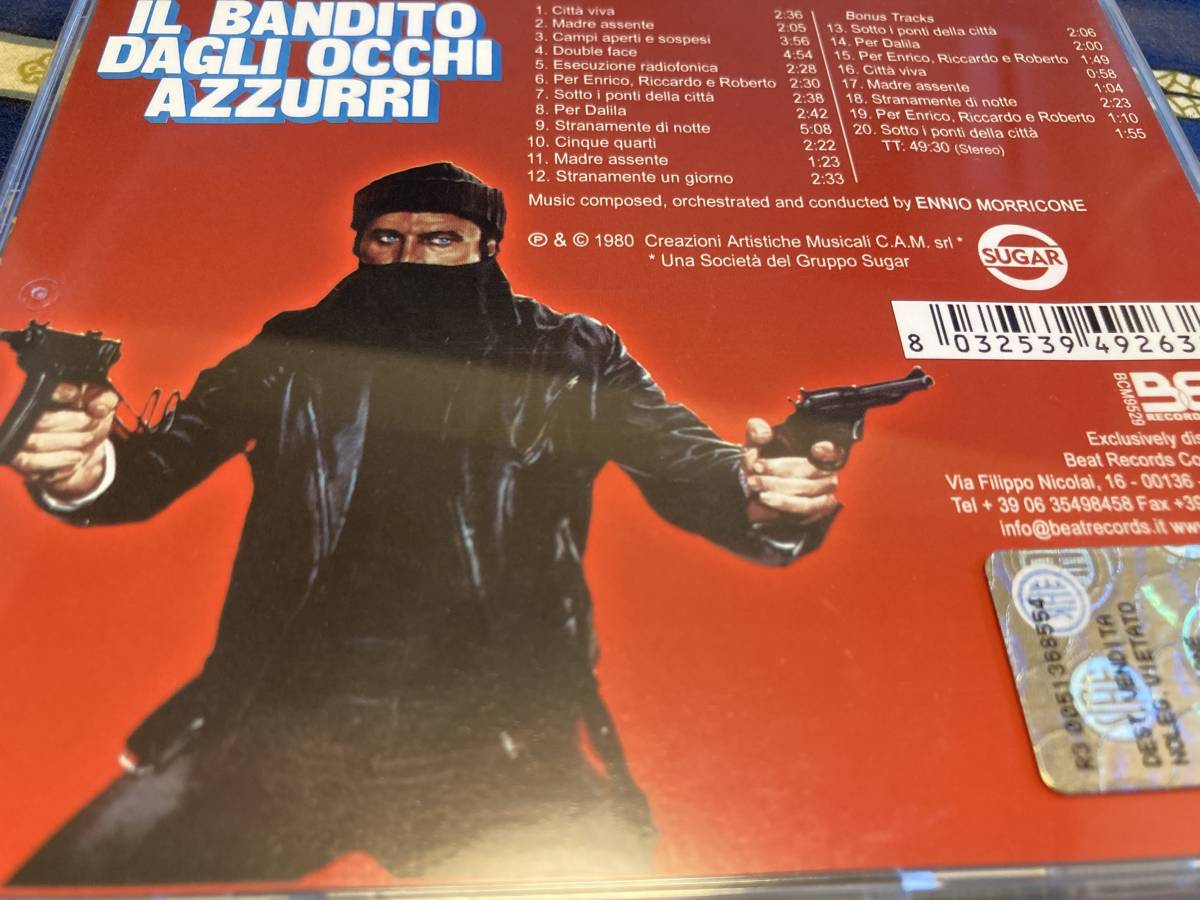 IL BANDITO
DAGLI OCCHI
AZZURRI
1. Città viva 2:36
2. Madre assente 2:05
3. Campi aperti e sospesi 3:56
4. Double face 4:54
5. Esecuzione radiofonica 2:28
6. Per Enrico, Riccardo e Roberto 2:30
7. Sotto i ponti della città 2:38
8. Per Dalila 2:42
9. Stranamente di notte 5:08
10. Cinque quarti 2:22
11. Madre assente 1:23
12. Stranamente un giorno 2:33
Bonus Tracks
13. Sotto i ponti della città 2:06
14. Per Dalila 2:00
15. Per Enrico, Riccardo e Roberto 1:49
16. Città viva 0:58
17. Madre assente 1:04
18. Stranamente di notte 2:23
19. Per Enrico, Riccardo e Roberto 1:10
20. Sotto i ponti della città 1:55
TT: 49:30 (Stereo)
Music composed, orchestrated and conducted by ENNIO MORRICONE
℗ & © 1980 Creazioni Artistiche Musicali C.A.M. srl *
* Una Società del Gruppo Sugar
SUGAR
8 032539 49263
BCM9529
RECORD
Exclusively dis
Beat Records Co
Via Filippo Nicolai, 16 - 00136
Tel + 39 06 35498458 Fax +39
info@beatrecords.it ww
R3 0051368554
DEST. VENDITA
NOLEG. VIETATO